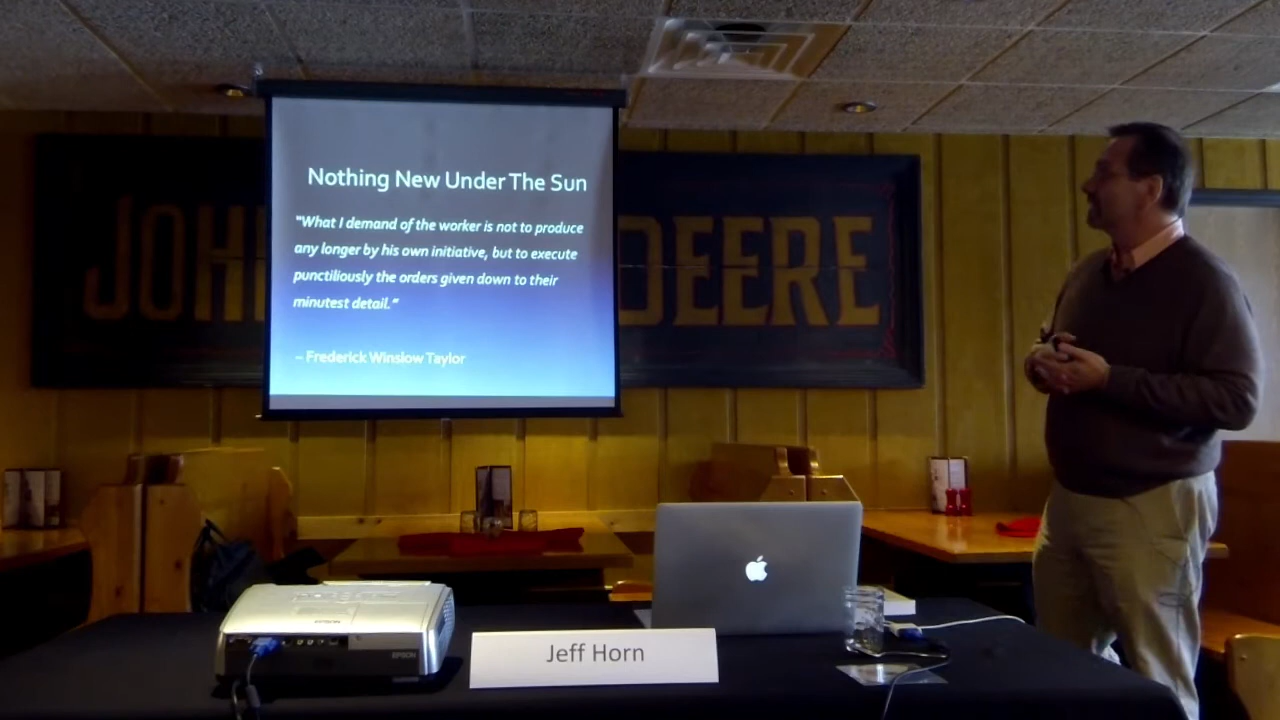 Nothing New Under The Sun
"What I demand of the worker is not to produce
any longer by his own initiative, but to execute
punctiliously the orders given down to their
minutest detail."
– Frederick Winslow Taylor
JOH DEERE
EPSON
Jeff Horn